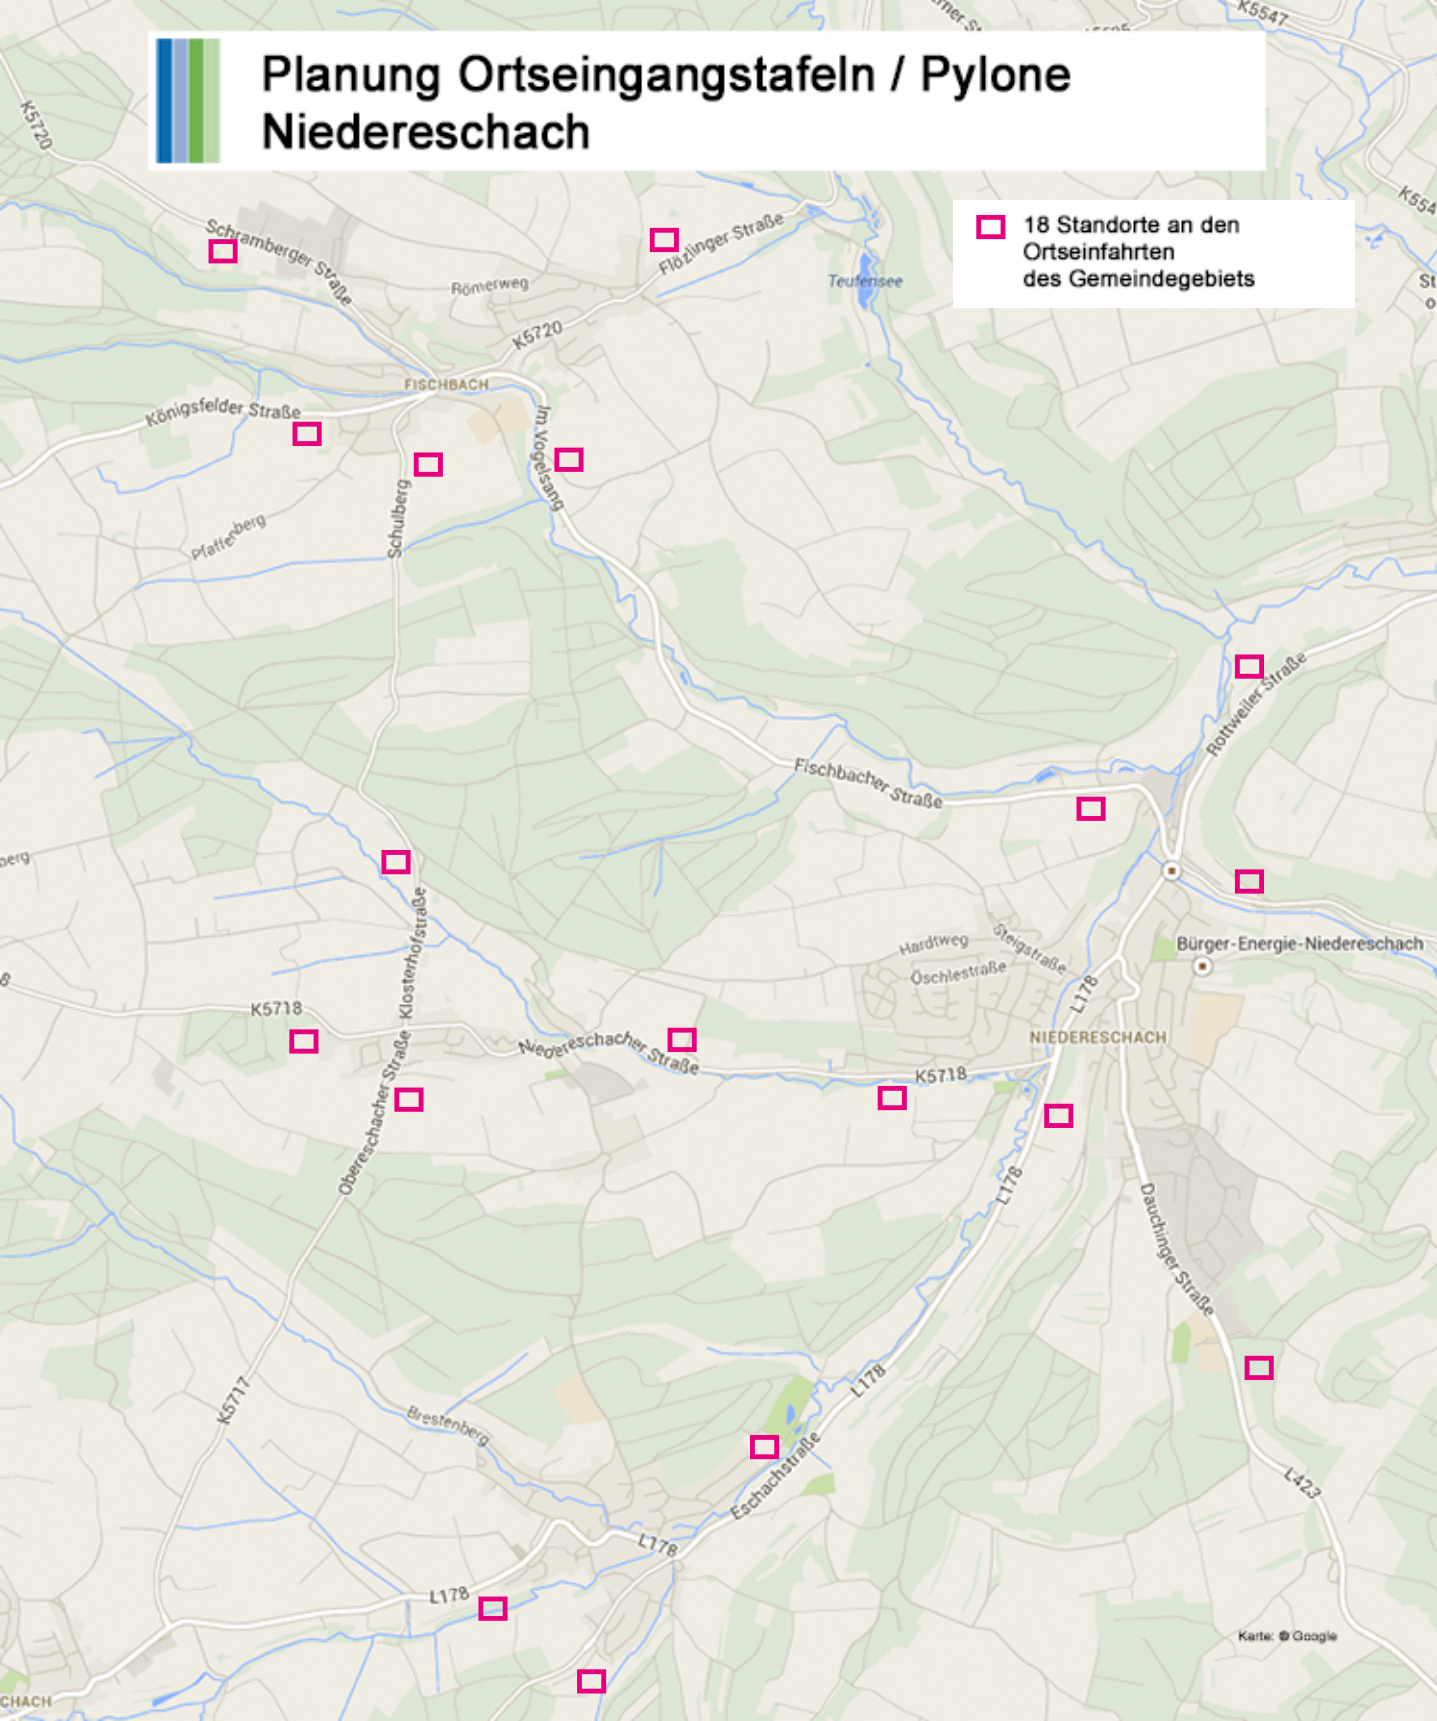 K5547
K5720
Planung Ortseingangstafeln / Pylone
Niedereschach
18 Standorte an den
Ortseinfahrten
des Gemeindegebiets
Schramberger Straße
Flözlinger Straße
Römerweg
Teufensee
K5720
FISCHBACH
Königsfelder Straße
Im Vogelsang
Schulberg
Pfaffenberg
Rottweiler Straße
Fischbacher Straße
Klosterhofstraße
Hardtweg
Steigstraße
Öschlestraße
Bürger-Energie-Niedereschach
L178
K5718
NIEDERESCHACH
Niedereschacher Straße
K5718
Obereschacher Straße
L178
Dauchinger Straße
L178
K5717
Brestenberg
Eschachstraße
L423
L178
L178
Karte: © Google
CHACH